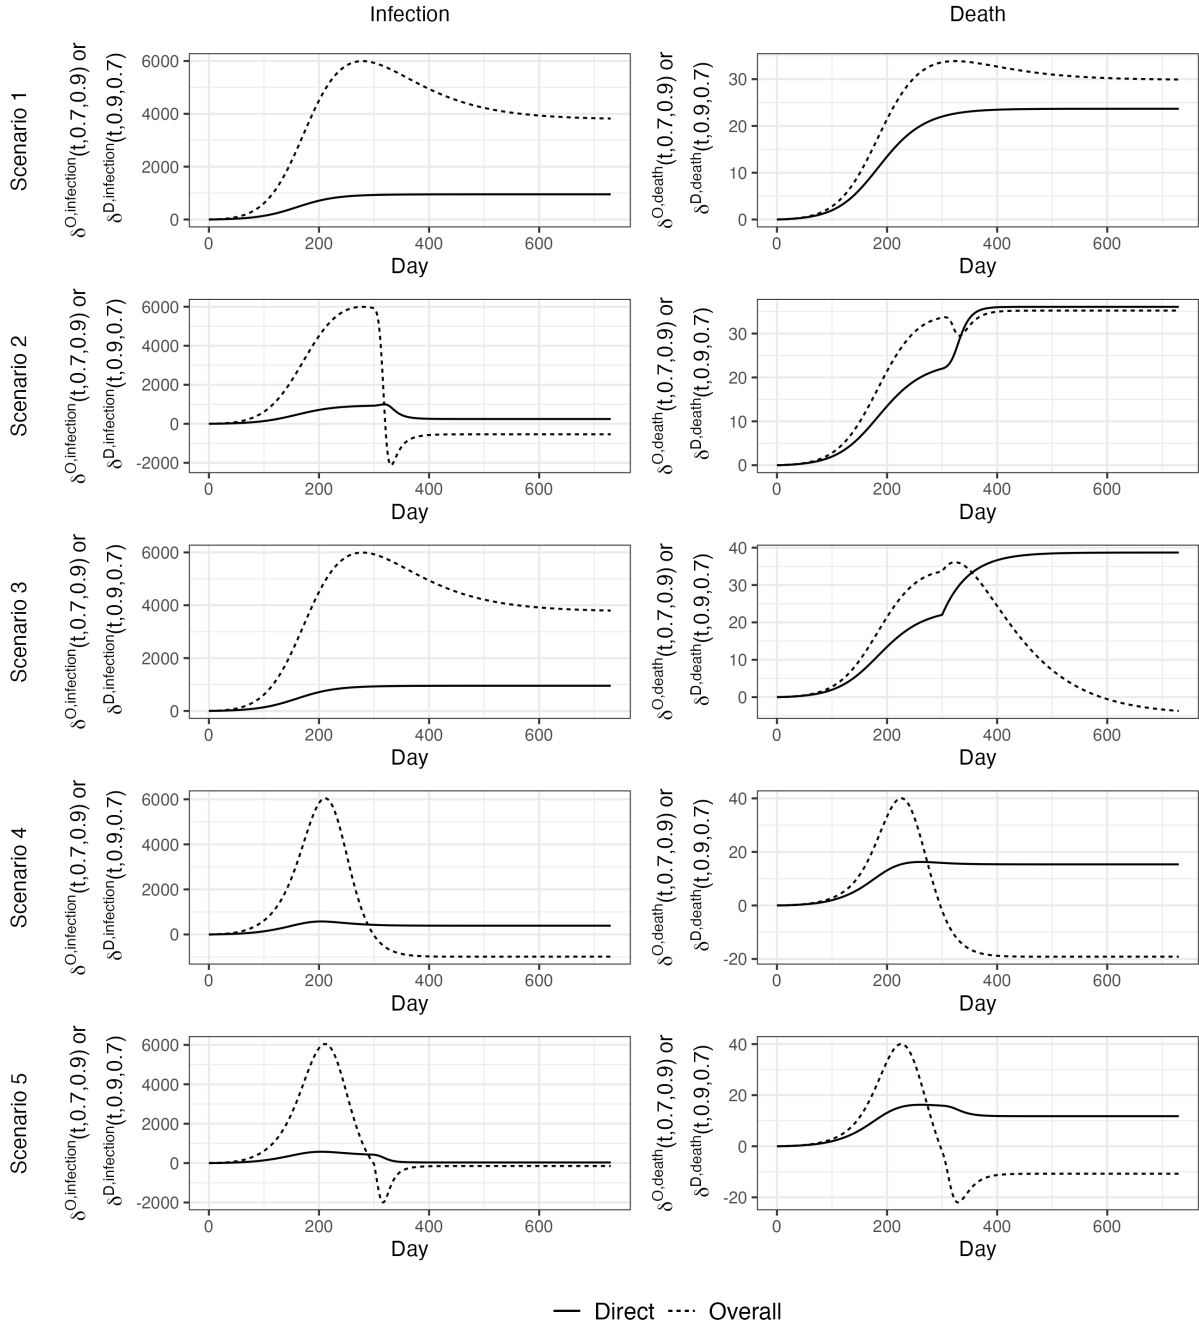 Infection
Death
Scenario 1
δO,infection(t,0.7,0.9) or
δD,infection(t,0.9,0.7)
6000
4000
2000
0
0 200 400 600
Day
δO,death(t,0.7,0.9) or
δD,death(t,0.9,0.7)
30
20
10
0
0 200 400 600
Day
Scenario 2
δO,infection(t,0.7,0.9) or
δD,infection(t,0.9,0.7)
6000
4000
2000
0
-2000
0 200 400 600
Day
δO,death(t,0.7,0.9) or
δD,death(t,0.9,0.7)
30
20
10
0
0 200 400 600
Day
Scenario 3
δO,infection(t,0.7,0.9) or
δD,infection(t,0.9,0.7)
6000
4000
2000
0
0 200 400 600
Day
δO,death(t,0.7,0.9) or
δD,death(t,0.9,0.7)
40
30
20
10
0
0 200 400 600
Day
Scenario 4
δO,infection(t,0.7,0.9) or
δD,infection(t,0.9,0.7)
6000
4000
2000
0
0 200 400 600
Day
δO,death(t,0.7,0.9) or
δD,death(t,0.9,0.7)
40
20
0
-20
0 200 400 600
Day
Scenario 5
δO,infection(t,0.7,0.9) or
δD,infection(t,0.9,0.7)
6000
4000
2000
0
-2000
0 200 400 600
Day
δO,death(t,0.7,0.9) or
δD,death(t,0.9,0.7)
40
20
0
-20
0 200 400 600
Day
Direct Overall